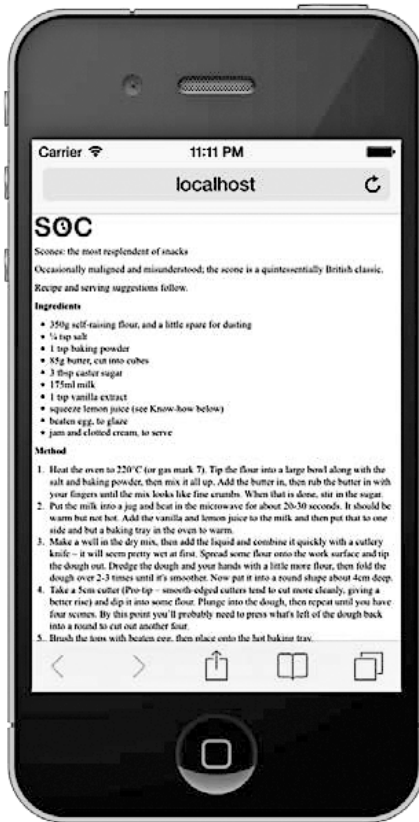 Carrier 11:11 PM
localhost
SOC
Scones: the most resplendent of snacks
Occasionally maligned and misunderstood; the scone is a quintessentially British classic.
Recipe and serving suggestions follow.
Ingredients
• 350g self-raising flour, and a little spare for dusting
• ¼ tsp salt
• 1 tsp baking powder
• 85g butter, cut into cubes
• 3 tbsp caster sugar
• 175ml milk
• 1 tsp vanilla extract
• squeeze lemon juice (see Know-how below)
• beaten egg, to glaze
• jam and clotted cream, to serve
Method
1. Heat the oven to 220°C (or gas mark 7). Tip the flour into a large bowl along with the
salt and baking powder, then mix it all up. Add the butter in, then rub the butter in with
your fingers until the mix looks like fine crumbs. When that is done, stir in the sugar.
2. Put the milk into a jug and heat in the microwave for about 20-30 seconds. It should be
warm but not hot. Add the vanilla and lemon juice to the milk and then put that to one
side and but a baking tray in the oven to warm.
3. Make a well in the dry mix, then add the liquid and combine it quickly with a cutlery
knife – it will seem pretty wet at first. Spread some flour onto the work surface and tip
the dough out. Dredge the dough and your hands with a little more flour, then fold the
dough over 2-3 times until it's smoother. Now pat it into a round shape about 4cm deep.
4. Take a 5cm cutter (Pro-tip – smooth-edged cutters tend to cut more cleanly, giving a
better rise) and dip it into some flour. Plunge into the dough, then repeat until you have
four scones. By this point you'll probably need to press what's left of the dough back
into a round to cut out another four.
5. Brush the tops with beaten egg, then place onto the hot baking tray.